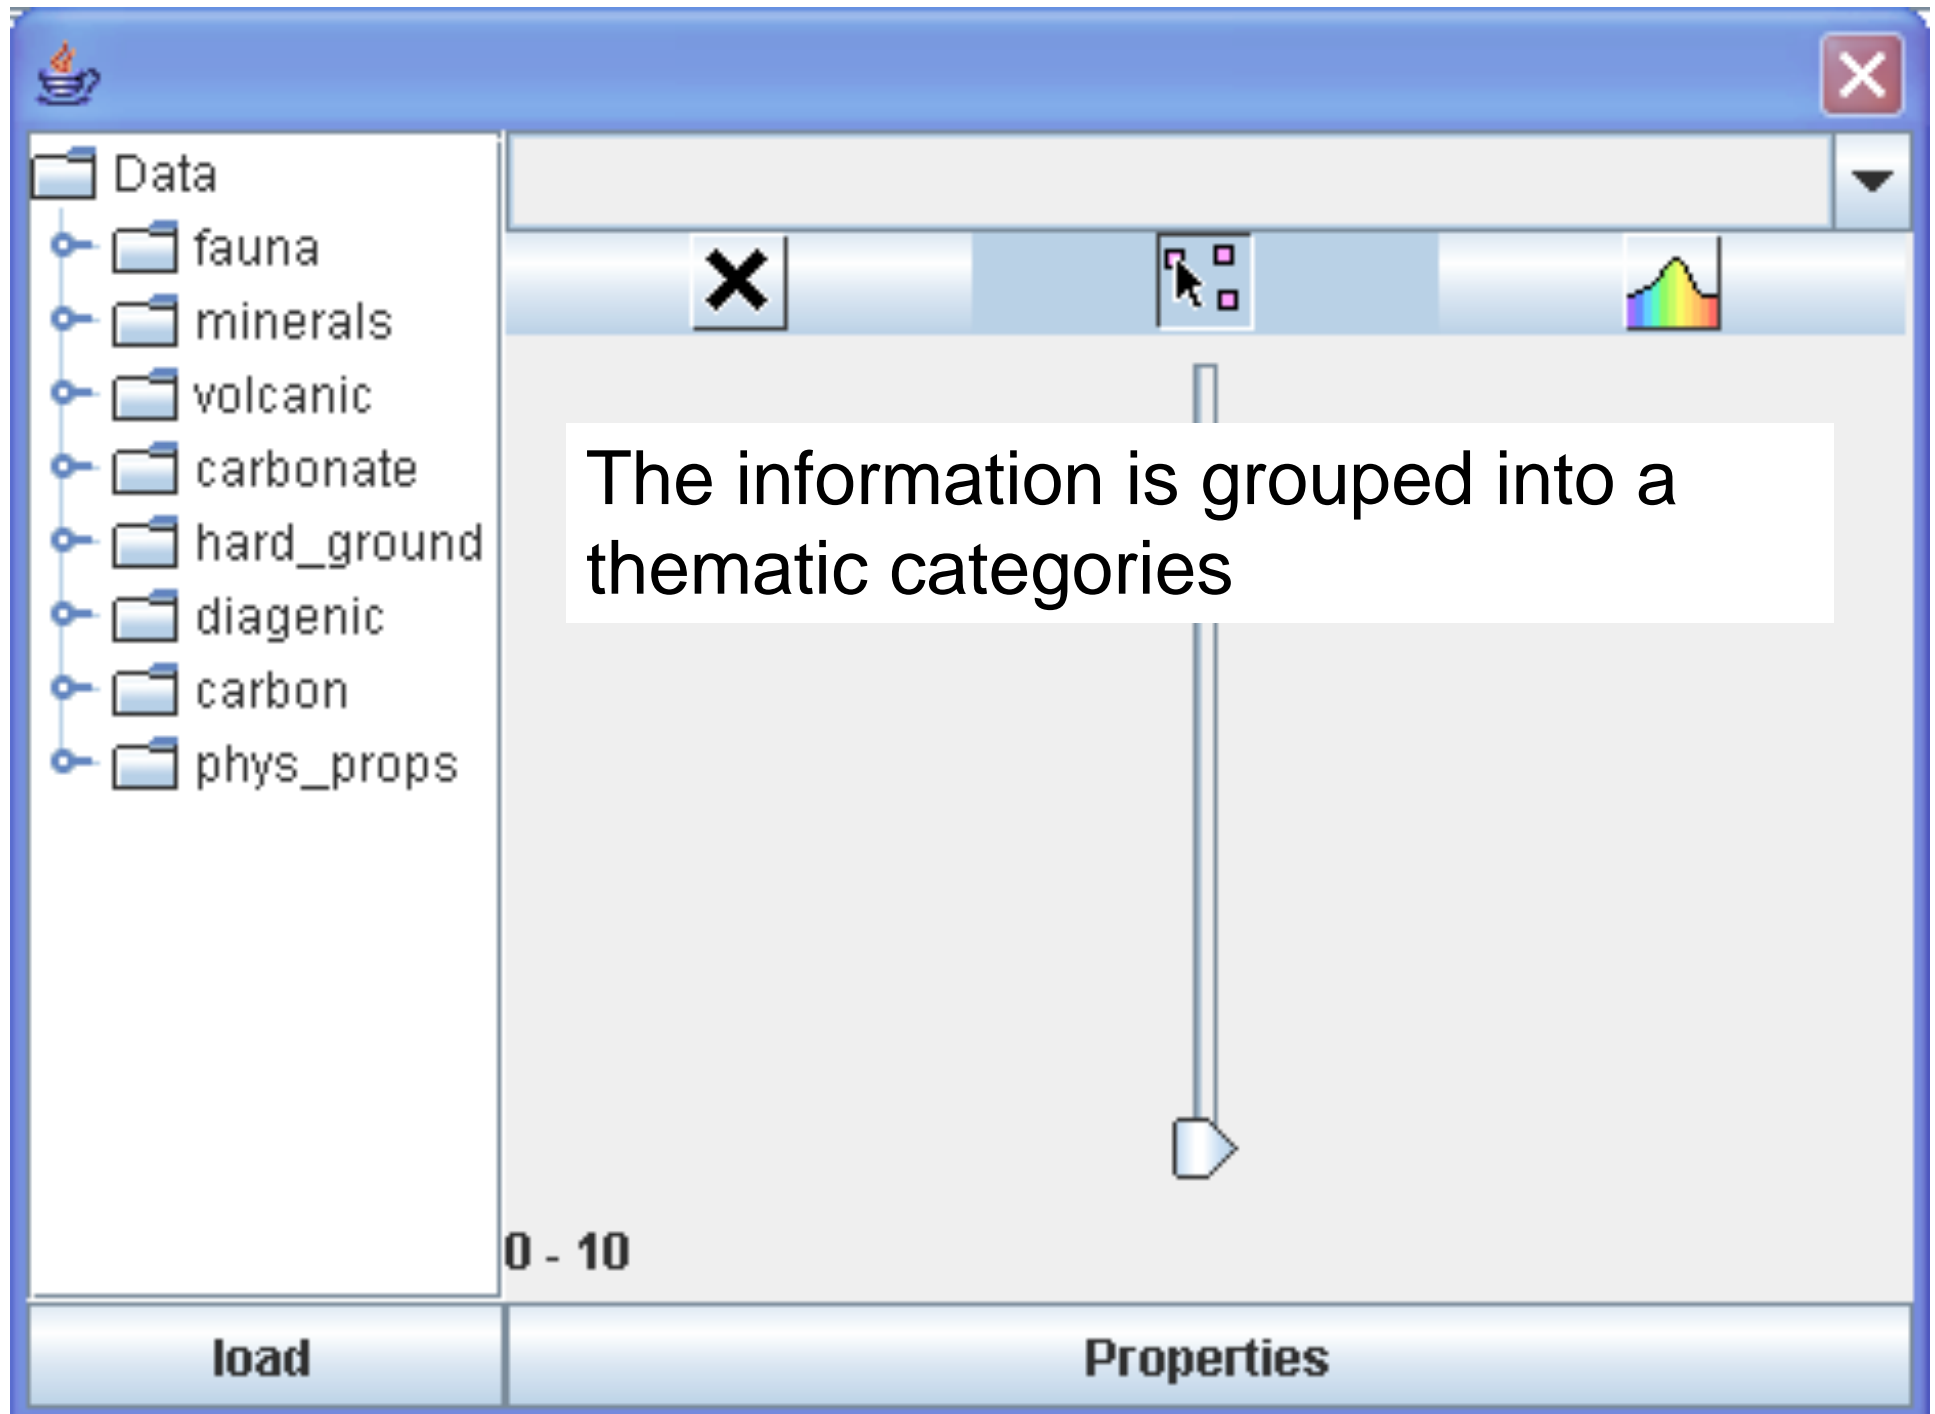 Data
fauna
minerals
volcanic
carbonate
hard_ground
diagenic
carbon
phys_props
The information is grouped into a
thematic categories
0 - 10
load
Properties